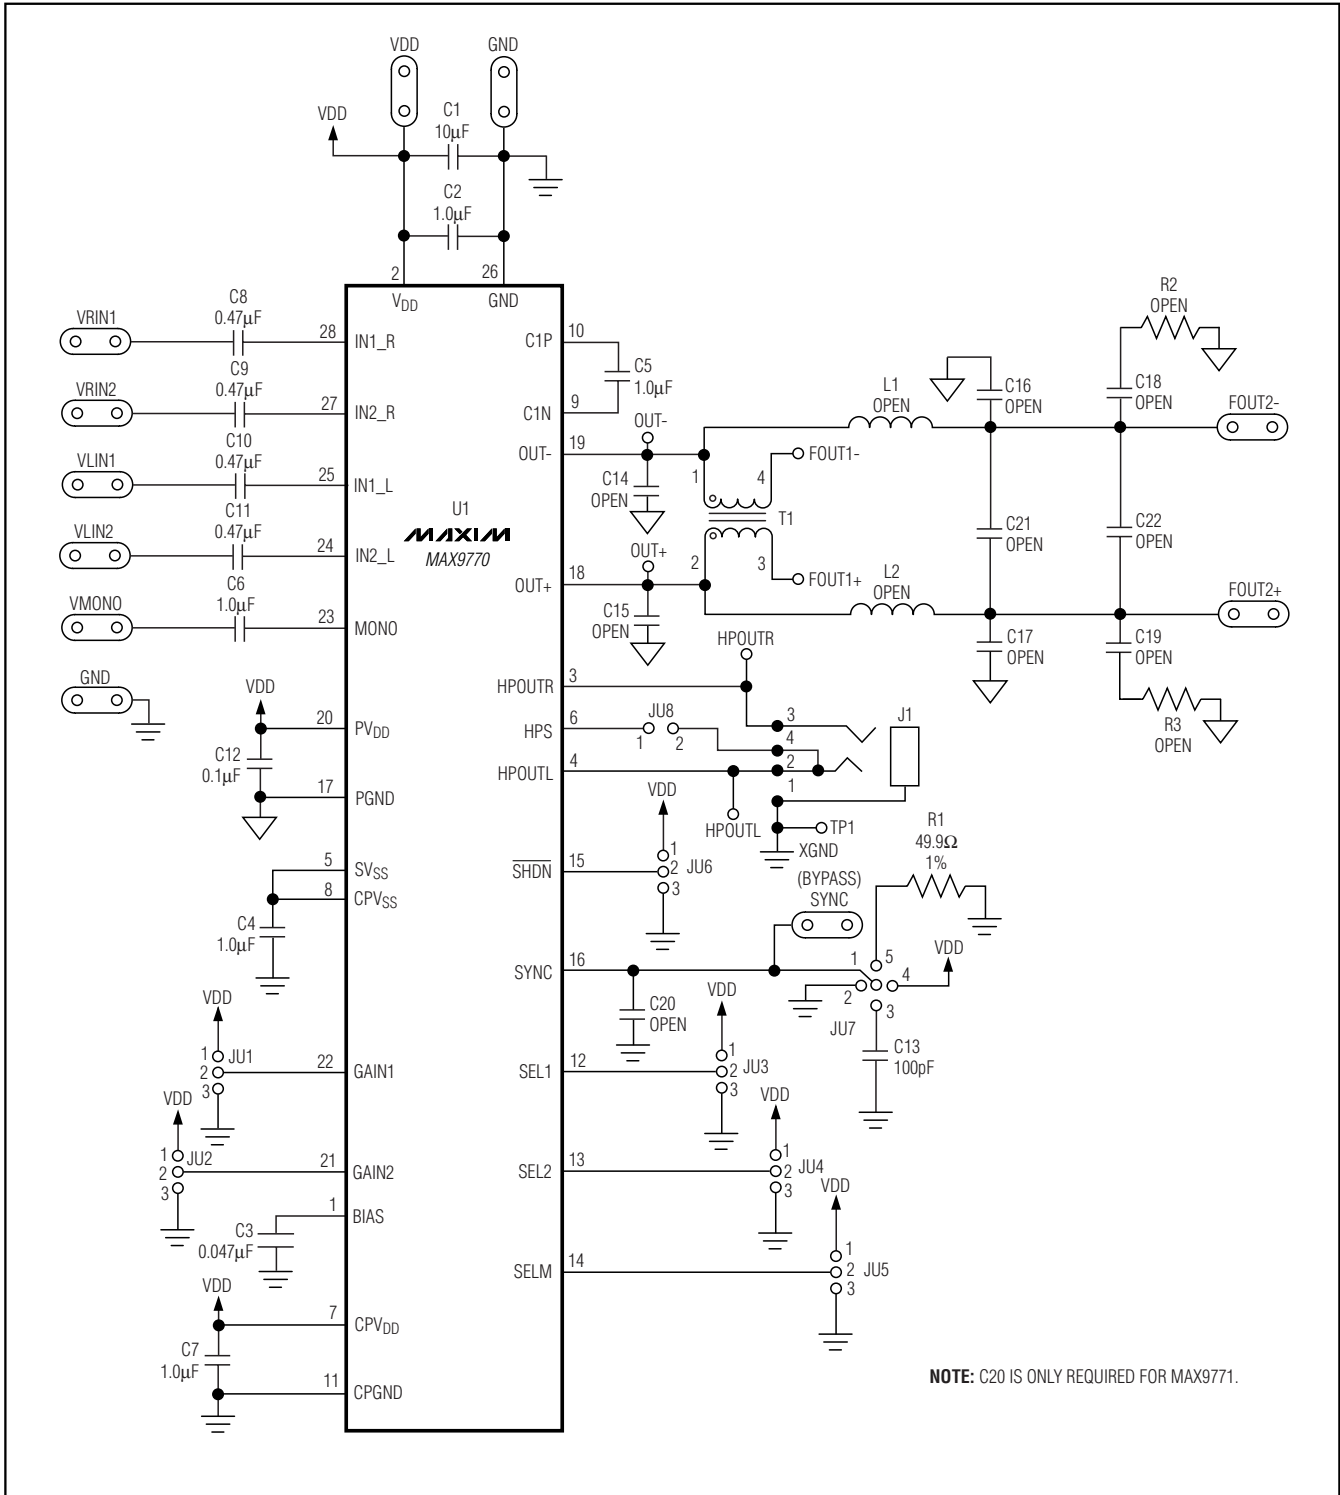 VDD
GND
VDD
C1
10µF
C2
1.0µF
2
26
VDD
GND
VRIN1
C8
0.47µF
28
IN1_R
VRIN2
C9
0.47µF
27
IN2_R
VLIN1
C10
0.47µF
25
IN1_L
VLIN2
C11
0.47µF
24
IN2_L
VMONO
C6
1.0µF
23
MONO
GND
VDD
20
PVDD
C12
0.1µF
17
PGND
5
SVSS
8
CPVSS
C4
1.0µF
VDD
1
2
3
JU1
22
GAIN1
VDD
1
2
3
JU2
21
GAIN2
1
BIAS
C3
0.047µF
VDD
7
CPVDD
C7
1.0µF
11
CPGND
U1
MAXIM
MAX9770
C1P
10
C5
1.0µF
C1N
9
OUT-
19
OUT-
C14
OPEN
1
4
FOUT1-
T1
2
3
FOUT1+
OUT+
OUT+
18
C15
OPEN
L1
OPEN
L2
OPEN
C16
OPEN
R2
OPEN
C18
OPEN
FOUT2-
C21
OPEN
C22
OPEN
FOUT2+
C17
OPEN
C19
OPEN
R3
OPEN
HPOUTR
HPOUTR
3
HPS
6
JU8
1
2
HPOUTL
4
HPOUTL
3
4
2
1
J1
TP1
XGND
VDD
SHDN
15
1
2
3
JU6
(BYPASS)
SYNC
R1
49.9Ω
1%
SYNC
16
C20
OPEN
1
5
4
2
3
VDD
JU7
C13
100pF
VDD
SEL1
12
1
2
3
JU3
VDD
SEL2
13
1
2
3
JU4
VDD
SELM
14
1
2
3
JU5
NOTE: C20 IS ONLY REQUIRED FOR MAX9771.